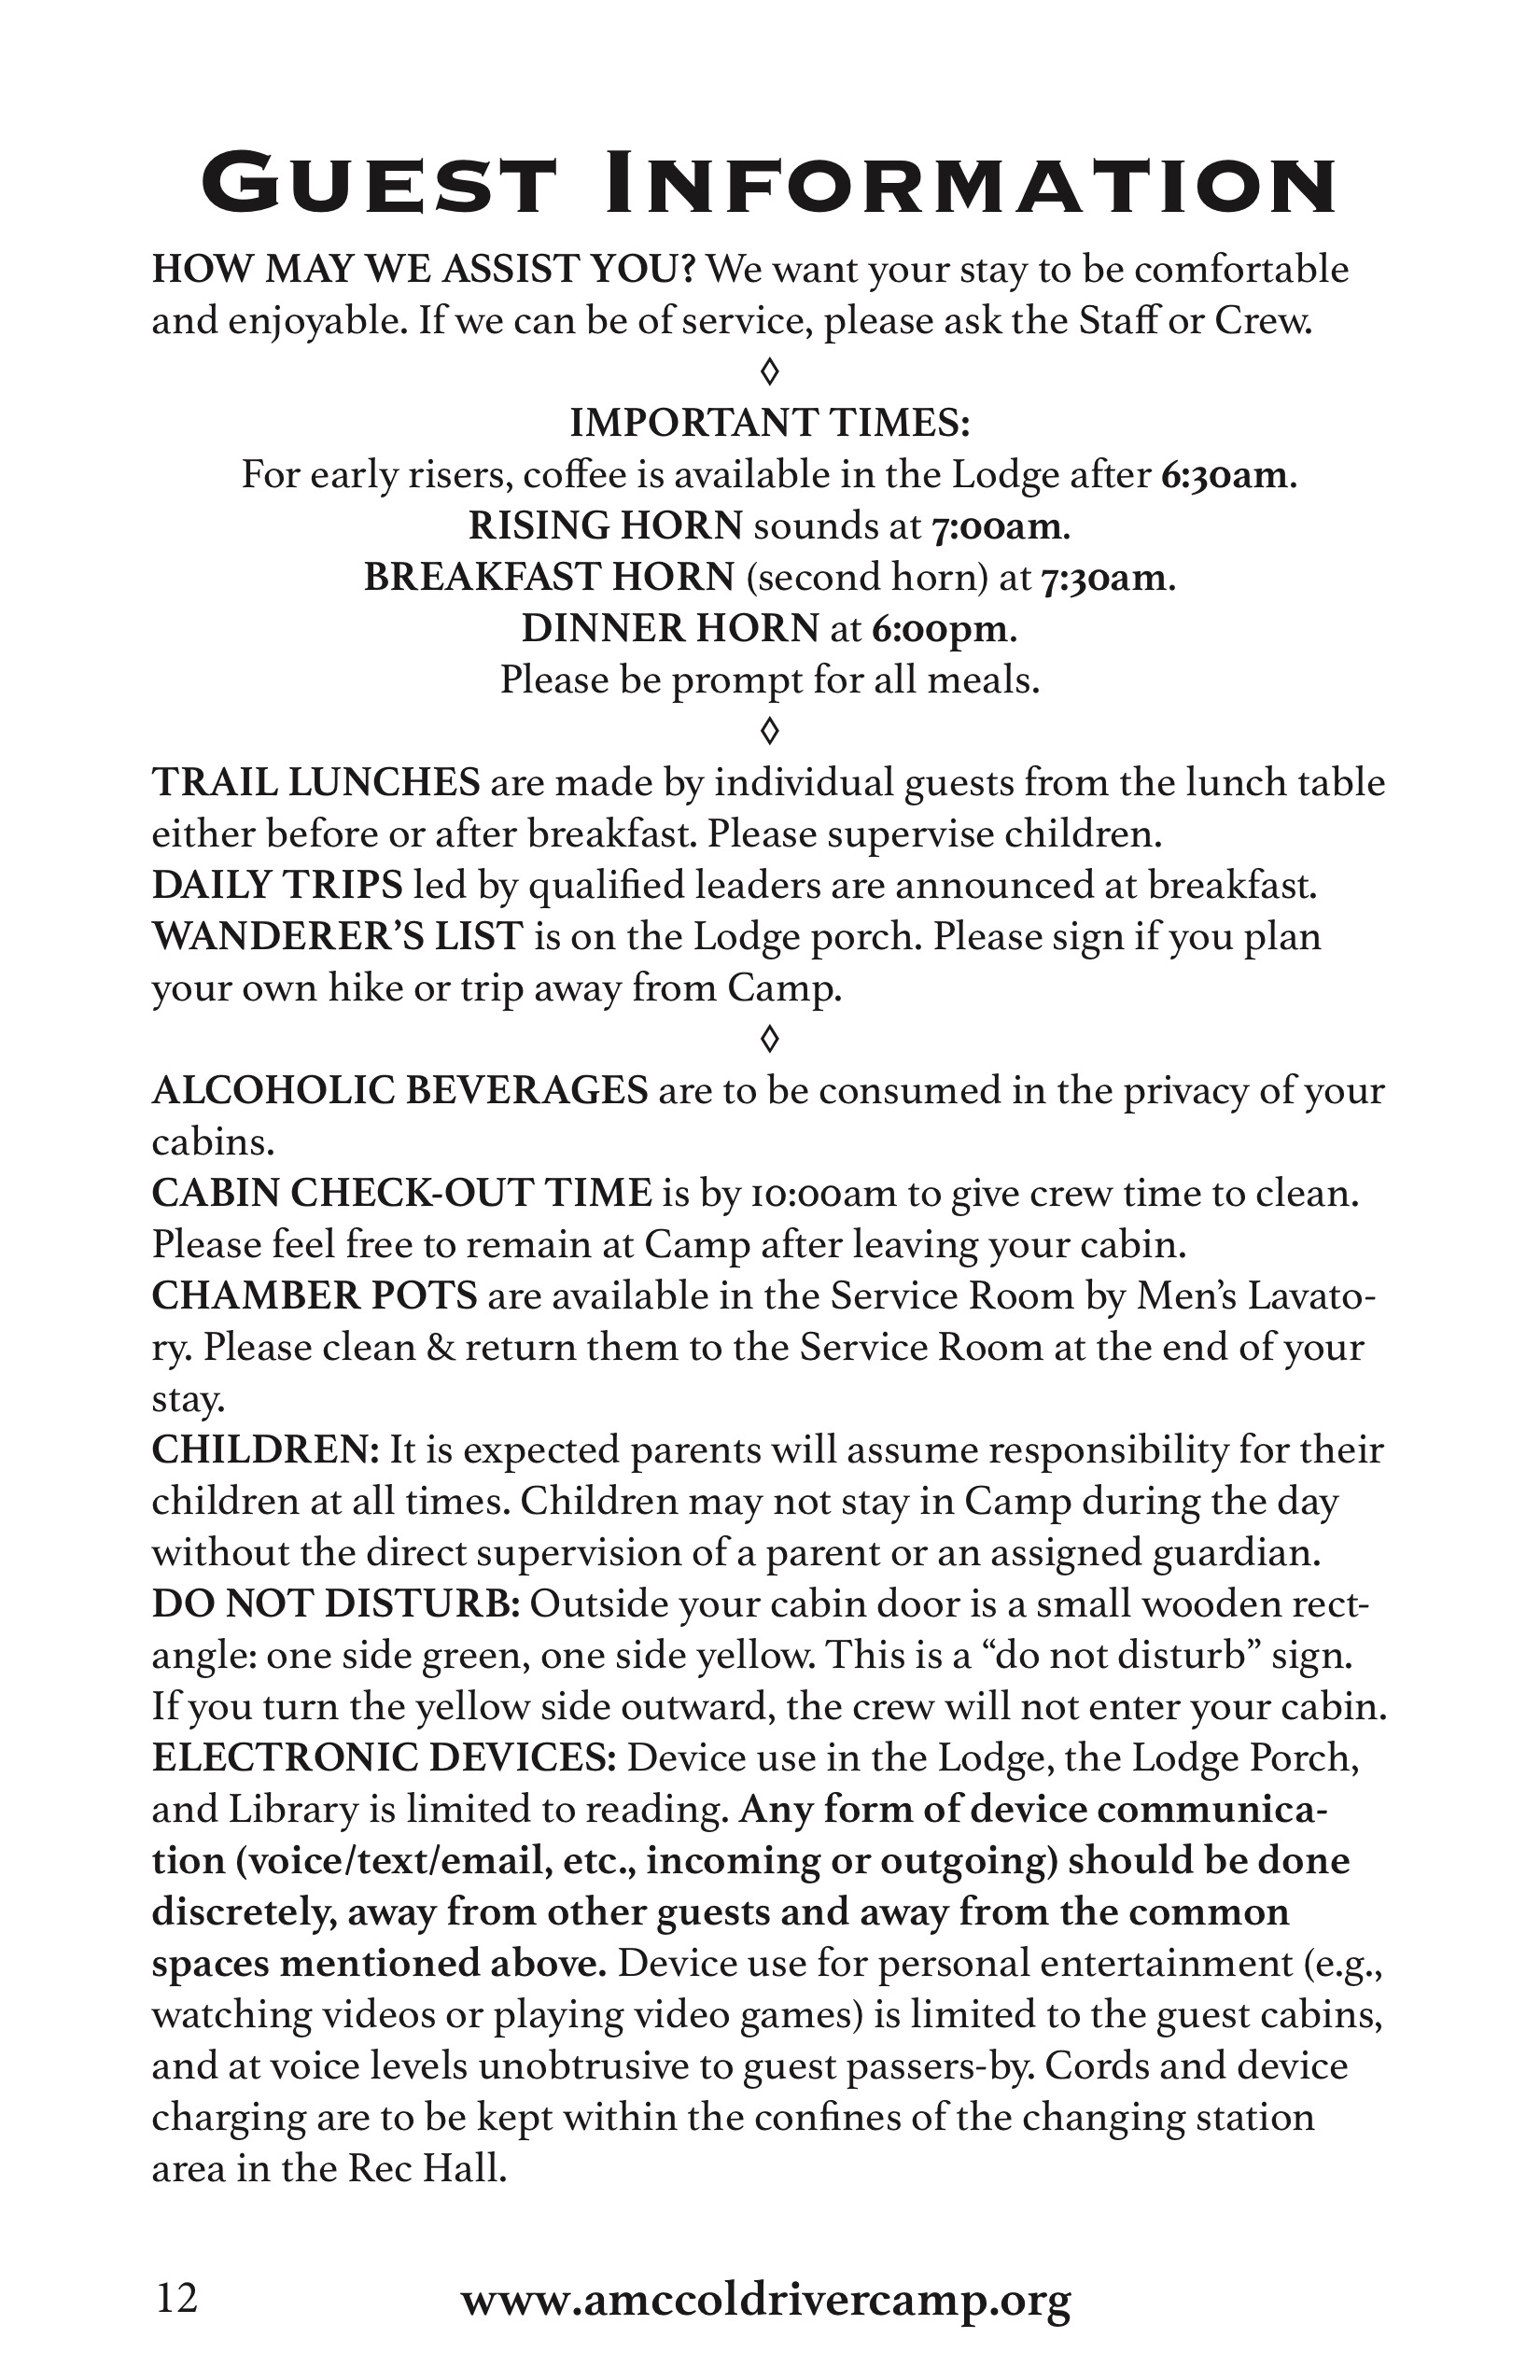 Guest Information
HOW MAY WE ASSIST YOU? We want your stay to be comfortable
and enjoyable. If we can be of service, please ask the Staff or Crew.
◊
IMPORTANT TIMES:
For early risers, coffee is available in the Lodge after 6:30am.
RISING HORN sounds at 7:00am.
BREAKFAST HORN (second horn) at 7:30am.
DINNER HORN at 6:00pm.
Please be prompt for all meals.
◊
TRAIL LUNCHES are made by individual guests from the lunch table
either before or after breakfast. Please supervise children.
DAILY TRIPS led by qualified leaders are announced at breakfast.
WANDERER’S LIST is on the Lodge porch. Please sign if you plan
your own hike or trip away from Camp.
◊
ALCOHOLIC BEVERAGES are to be consumed in the privacy of your
cabins.
CABIN CHECK-OUT TIME is by 10:00am to give crew time to clean.
Please feel free to remain at Camp after leaving your cabin.
CHAMBER POTS are available in the Service Room by Men’s Lavato-
ry. Please clean & return them to the Service Room at the end of your
stay.
CHILDREN: It is expected parents will assume responsibility for their
children at all times. Children may not stay in Camp during the day
without the direct supervision of a parent or an assigned guardian.
DO NOT DISTURB: Outside your cabin door is a small wooden rect-
angle: one side green, one side yellow. This is a “do not disturb” sign.
If you turn the yellow side outward, the crew will not enter your cabin.
ELECTRONIC DEVICES: Device use in the Lodge, the Lodge Porch,
and Library is limited to reading. Any form of device communica-
tion (voice/text/email, etc., incoming or outgoing) should be done
discretely, away from other guests and away from the common
spaces mentioned above. Device use for personal entertainment (e.g.,
watching videos or playing video games) is limited to the guest cabins,
and at voice levels unobtrusive to guest passers-by. Cords and device
charging are to be kept within the confines of the changing station
area in the Rec Hall.
12 www.amccoldrivercamp.org